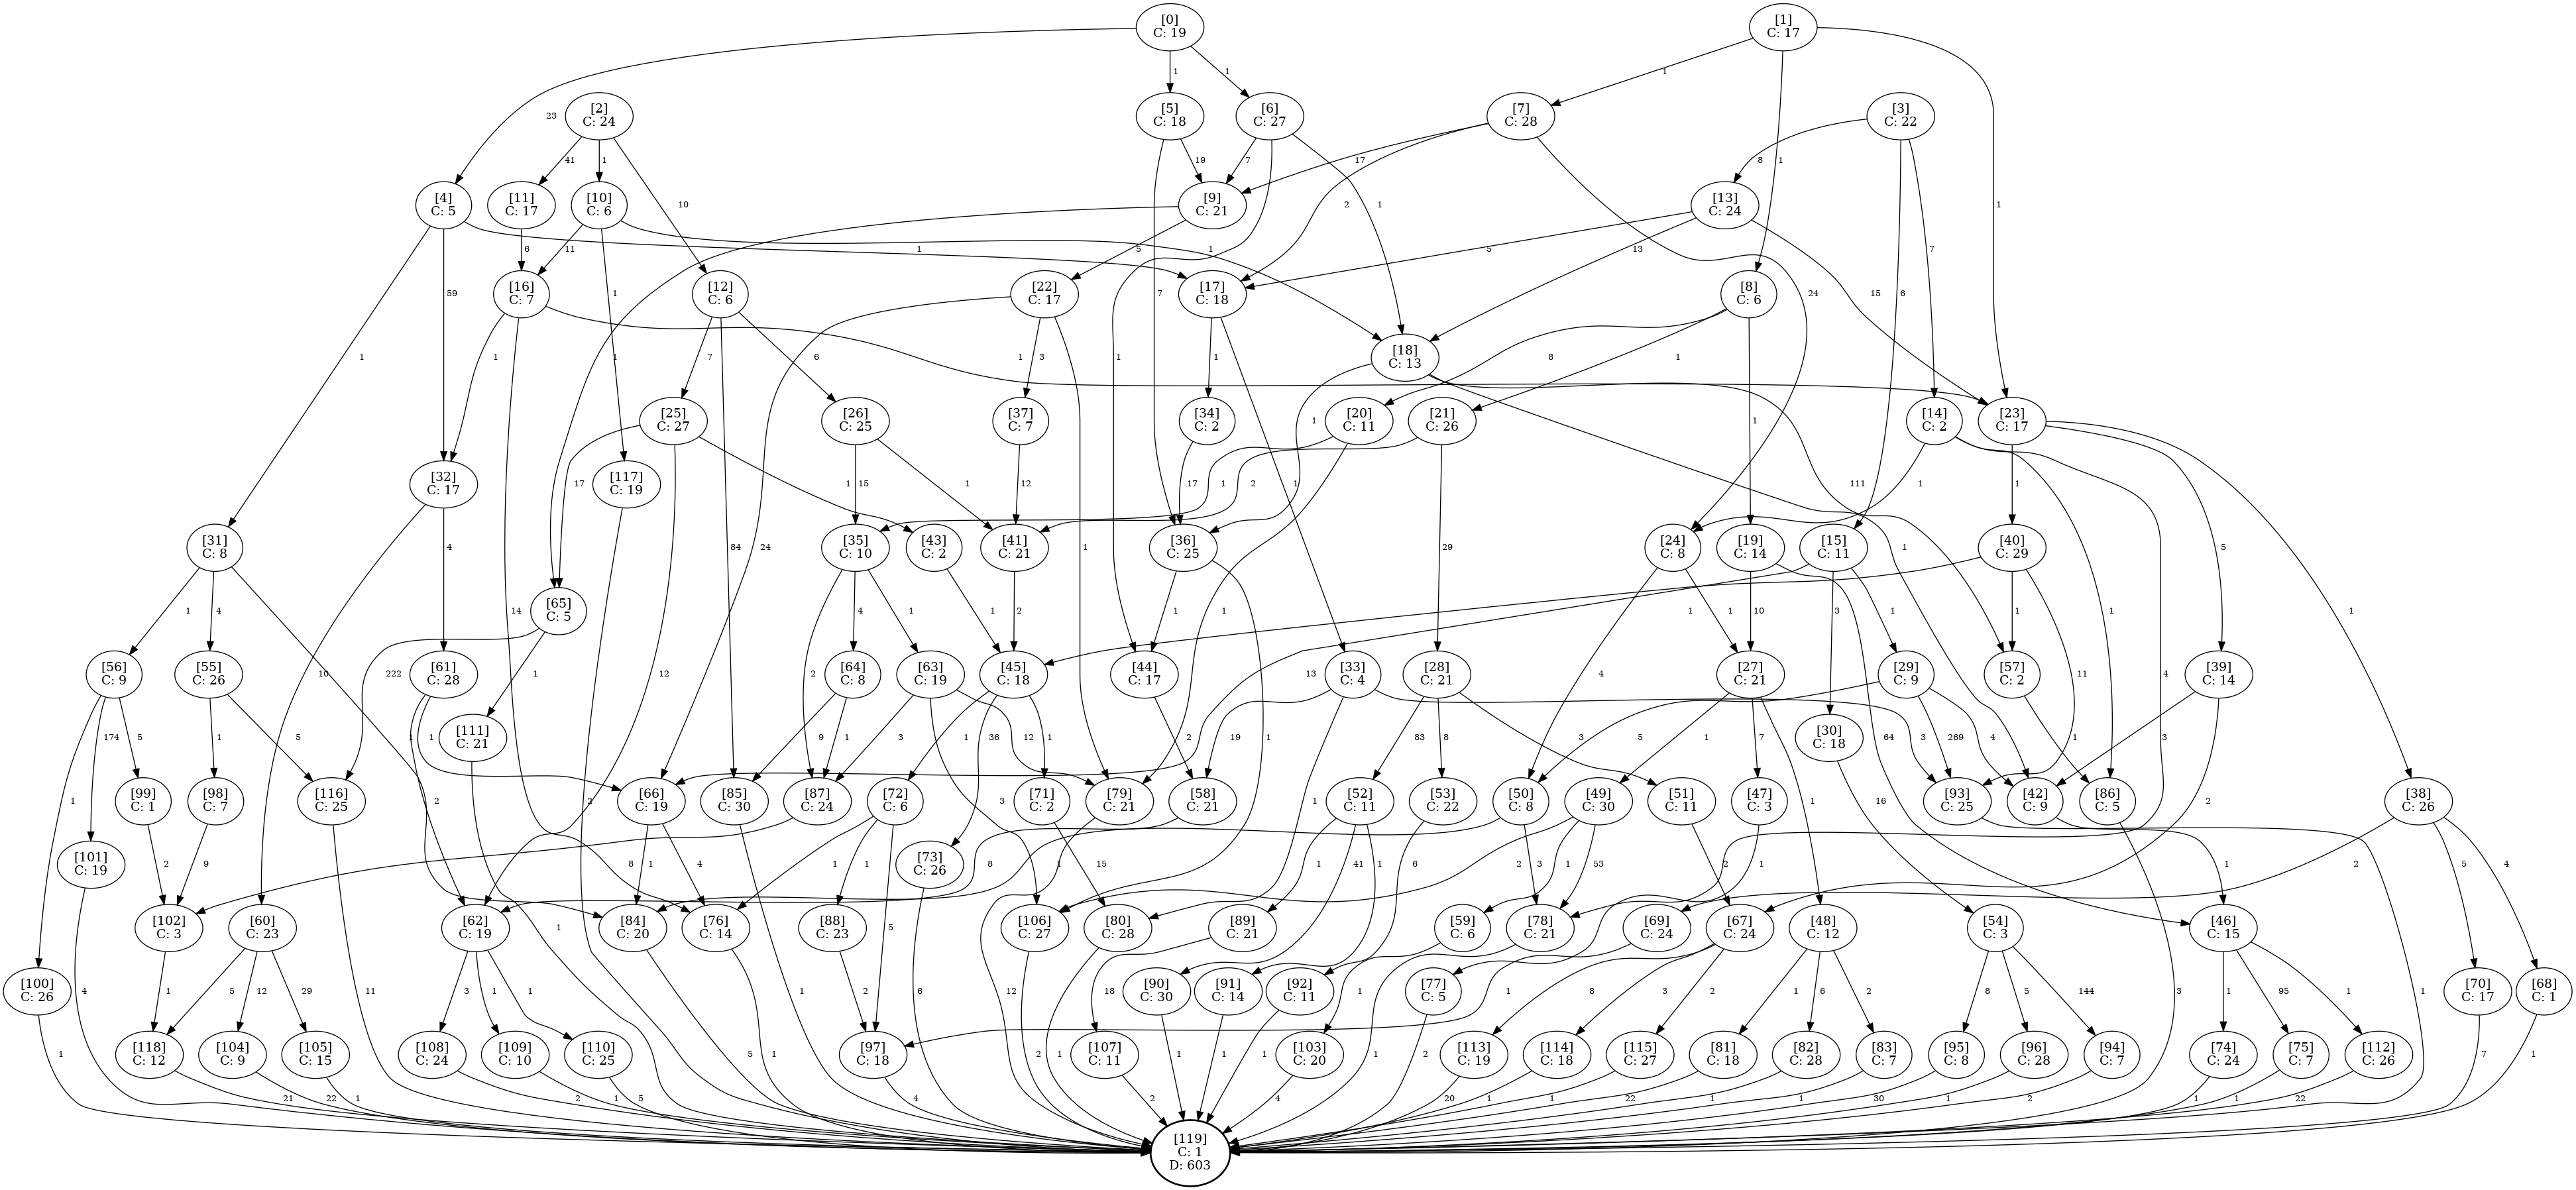 [0]
C: 19
[1]
C: 17
1
1
1
1
1
23
1
[2]
C: 24
[5]
C: 18
[6]
C: 27
[7]
C: 28
[3]
C: 22
41
1
19
7
17
8
10
2
1
13
1
6
7
[4]
C: 5
[11]
C: 17
[10]
C: 6
[9]
C: 21
[13]
C: 24
6
11
1
1
5
5
59
1
7
24
15
[16]
C: 7
[12]
C: 6
[22]
C: 17
[17]
C: 18
[8]
C: 6
1
1
7
6
3
1
1
1
1
8
1
[18]
C: 13
[25]
C: 27
[26]
C: 25
[37]
C: 7
[34]
C: 2
[20]
C: 11
[21]
C: 26
[14]
C: 2
[23]
C: 17
1
1
17
1
15
1
12
1
2
17
29
111
1
1
5
[32]
C: 17
[117]
C: 19
[31]
C: 8
[35]
C: 10
[43]
C: 2
[41]
C: 21
[36]
C: 25
[24]
C: 8
[19]
C: 14
[15]
C: 11
[40]
C: 29
4
84
24
1
1
1
1
4
1
14
4
1
1
2
1
1
1
10
1
3
1
1
11
1
[65]
C: 5
[56]
C: 9
[55]
C: 26
[61]
C: 28
[64]
C: 8
[63]
C: 19
[45]
C: 18
[44]
C: 17
[33]
C: 4
[28]
C: 21
[27]
C: 21
[29]
C: 9
[57]
C: 2
[39]
C: 14
10
222
1
12
2
13
4
64
[111]
C: 21
[30]
C: 18
1
174
5
1
5
1
1
9
1
3
12
1
36
1
2
19
83
8
3
5
1
7
1
269
4
3
1
3
2
[99]
C: 1
[98]
C: 7
[116]
C: 25
[66]
C: 19
[85]
C: 30
[87]
C: 24
[72]
C: 6
[71]
C: 2
[79]
C: 21
[58]
C: 21
[52]
C: 11
[53]
C: 22
[50]
C: 8
[49]
C: 30
[51]
C: 11
[47]
C: 3
[93]
C: 25
[42]
C: 9
[86]
C: 5
[38]
C: 26
2
9
2
8
1
4
3
1
1
5
15
1
8
1
1
41
1
6
3
1
53
2
2
1
16
1
2
5
4
[101]
C: 19
[73]
C: 26
[102]
C: 3
[60]
C: 23
[62]
C: 19
[84]
C: 20
[76]
C: 14
[88]
C: 23
[106]
C: 27
[80]
C: 28
[89]
C: 21
[59]
C: 6
[78]
C: 21
[69]
C: 24
[67]
C: 24
[48]
C: 12
[54]
C: 3
[46]
C: 15
[100]
C: 26
[90]
C: 30
[91]
C: 14
[92]
C: 11
[77]
C: 5
[70]
C: 17
[68]
C: 1
4
1
5
12
29
11
3
1
1
1
2
1
2
6
12
18
1
1
8
3
2
1
6
2
8
5
144
1
95
1
3
1
[118]
C: 12
[104]
C: 9
[105]
C: 15
[108]
C: 24
[109]
C: 10
[110]
C: 25
[97]
C: 18
[107]
C: 11
[103]
C: 20
[113]
C: 19
[114]
C: 18
[115]
C: 27
[81]
C: 18
[82]
C: 28
[83]
C: 7
[95]
C: 8
[96]
C: 28
[94]
C: 7
[74]
C: 24
[75]
C: 7
[112]
C: 26
1
21
22
1
2
1
5
5
1
1
4
2
1
2
1
1
1
4
1
2
20
1
1
22
1
1
30
1
2
1
1
22
7
1
[119]
C: 1
D: 603